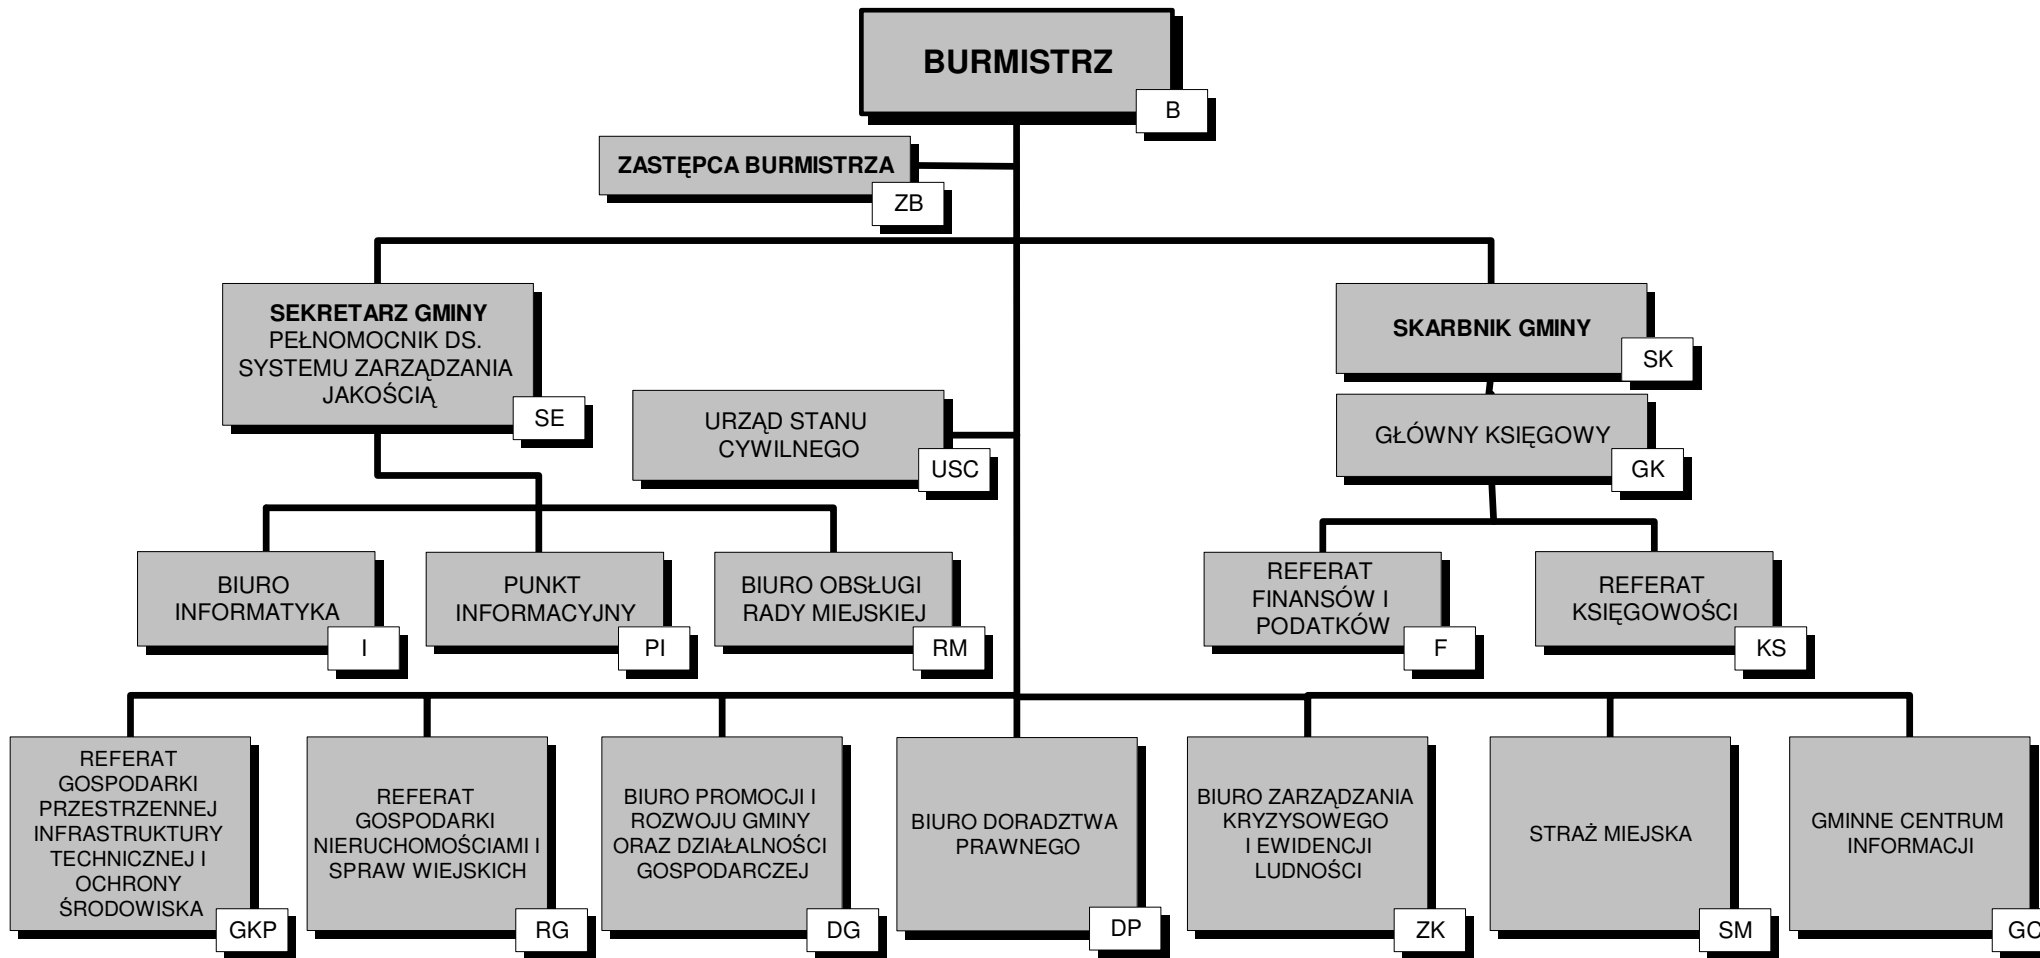 BURMISTRZ
B
ZASTĘPCA BURMISTRZA
ZB
SEKRETARZ GMINY
PEŁNOMOCNIK DS.
SYSTEMU ZARZĄDZANIA
JAKOŚCIĄ
SE
SKARBNIK GMINY
SK
URZĄD STANU
CYWILNEGO
USC
GŁÓWNY KSIĘGOWY
GK
BIURO
INFORMATYKA
I
PUNKT
INFORMACYJNY
PI
BIURO OBSŁUGI
RADY MIEJSKIEJ
RM
REFERAT
FINANSÓW I
PODATKÓW
F
REFERAT
KSIĘGOWOŚCI
KS
REFERAT
GOSPODARKI
PRZESTRZENNEJ
INFRASTRUKTURY
TECHNICZNEJ I
OCHRONY
ŚRODOWISKA
GKP
REFERAT
GOSPODARKI
NIERUCHOMOŚCIAMI I
SPRAW WIEJSKICH
RG
BIURO PROMOCJI I
ROZWOJU GMINY
ORAZ DZIAŁALNOŚCI
GOSPODARCZEJ
DG
BIURO DORADZTWA
PRAWNEGO
DP
BIURO ZARZĄDZANIA
KRYZYSOWEGO
I EWIDENCJI
LUDNOŚCI
ZK
STRAŻ MIEJSKA
SM
GMINNE CENTRUM
INFORMACJI